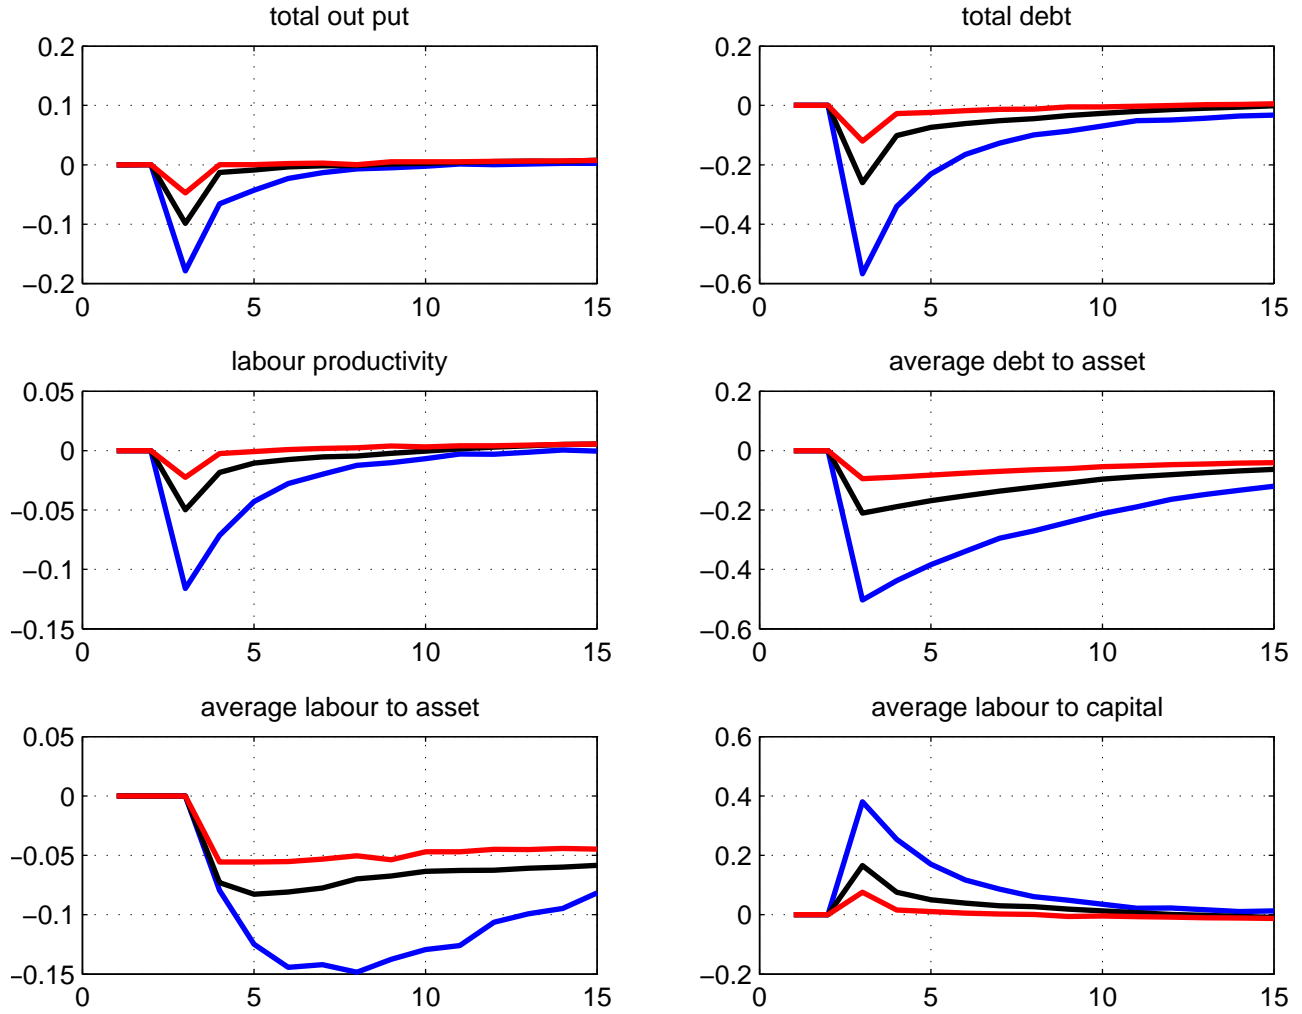 total out put
0.2
0.1
0
−0.1
−0.2
0 5 10 15
total debt
0.2
0
−0.2
−0.4
−0.6
0 5 10 15
labour productivity
0.05
0
−0.05
−0.1
−0.15
0 5 10 15
average debt to asset
0.2
0
−0.2
−0.4
−0.6
0 5 10 15
average labour to asset
0.05
0
−0.05
−0.1
−0.15
0 5 10 15
average labour to capital
0.6
0.4
0.2
0
−0.2
0 5 10 15